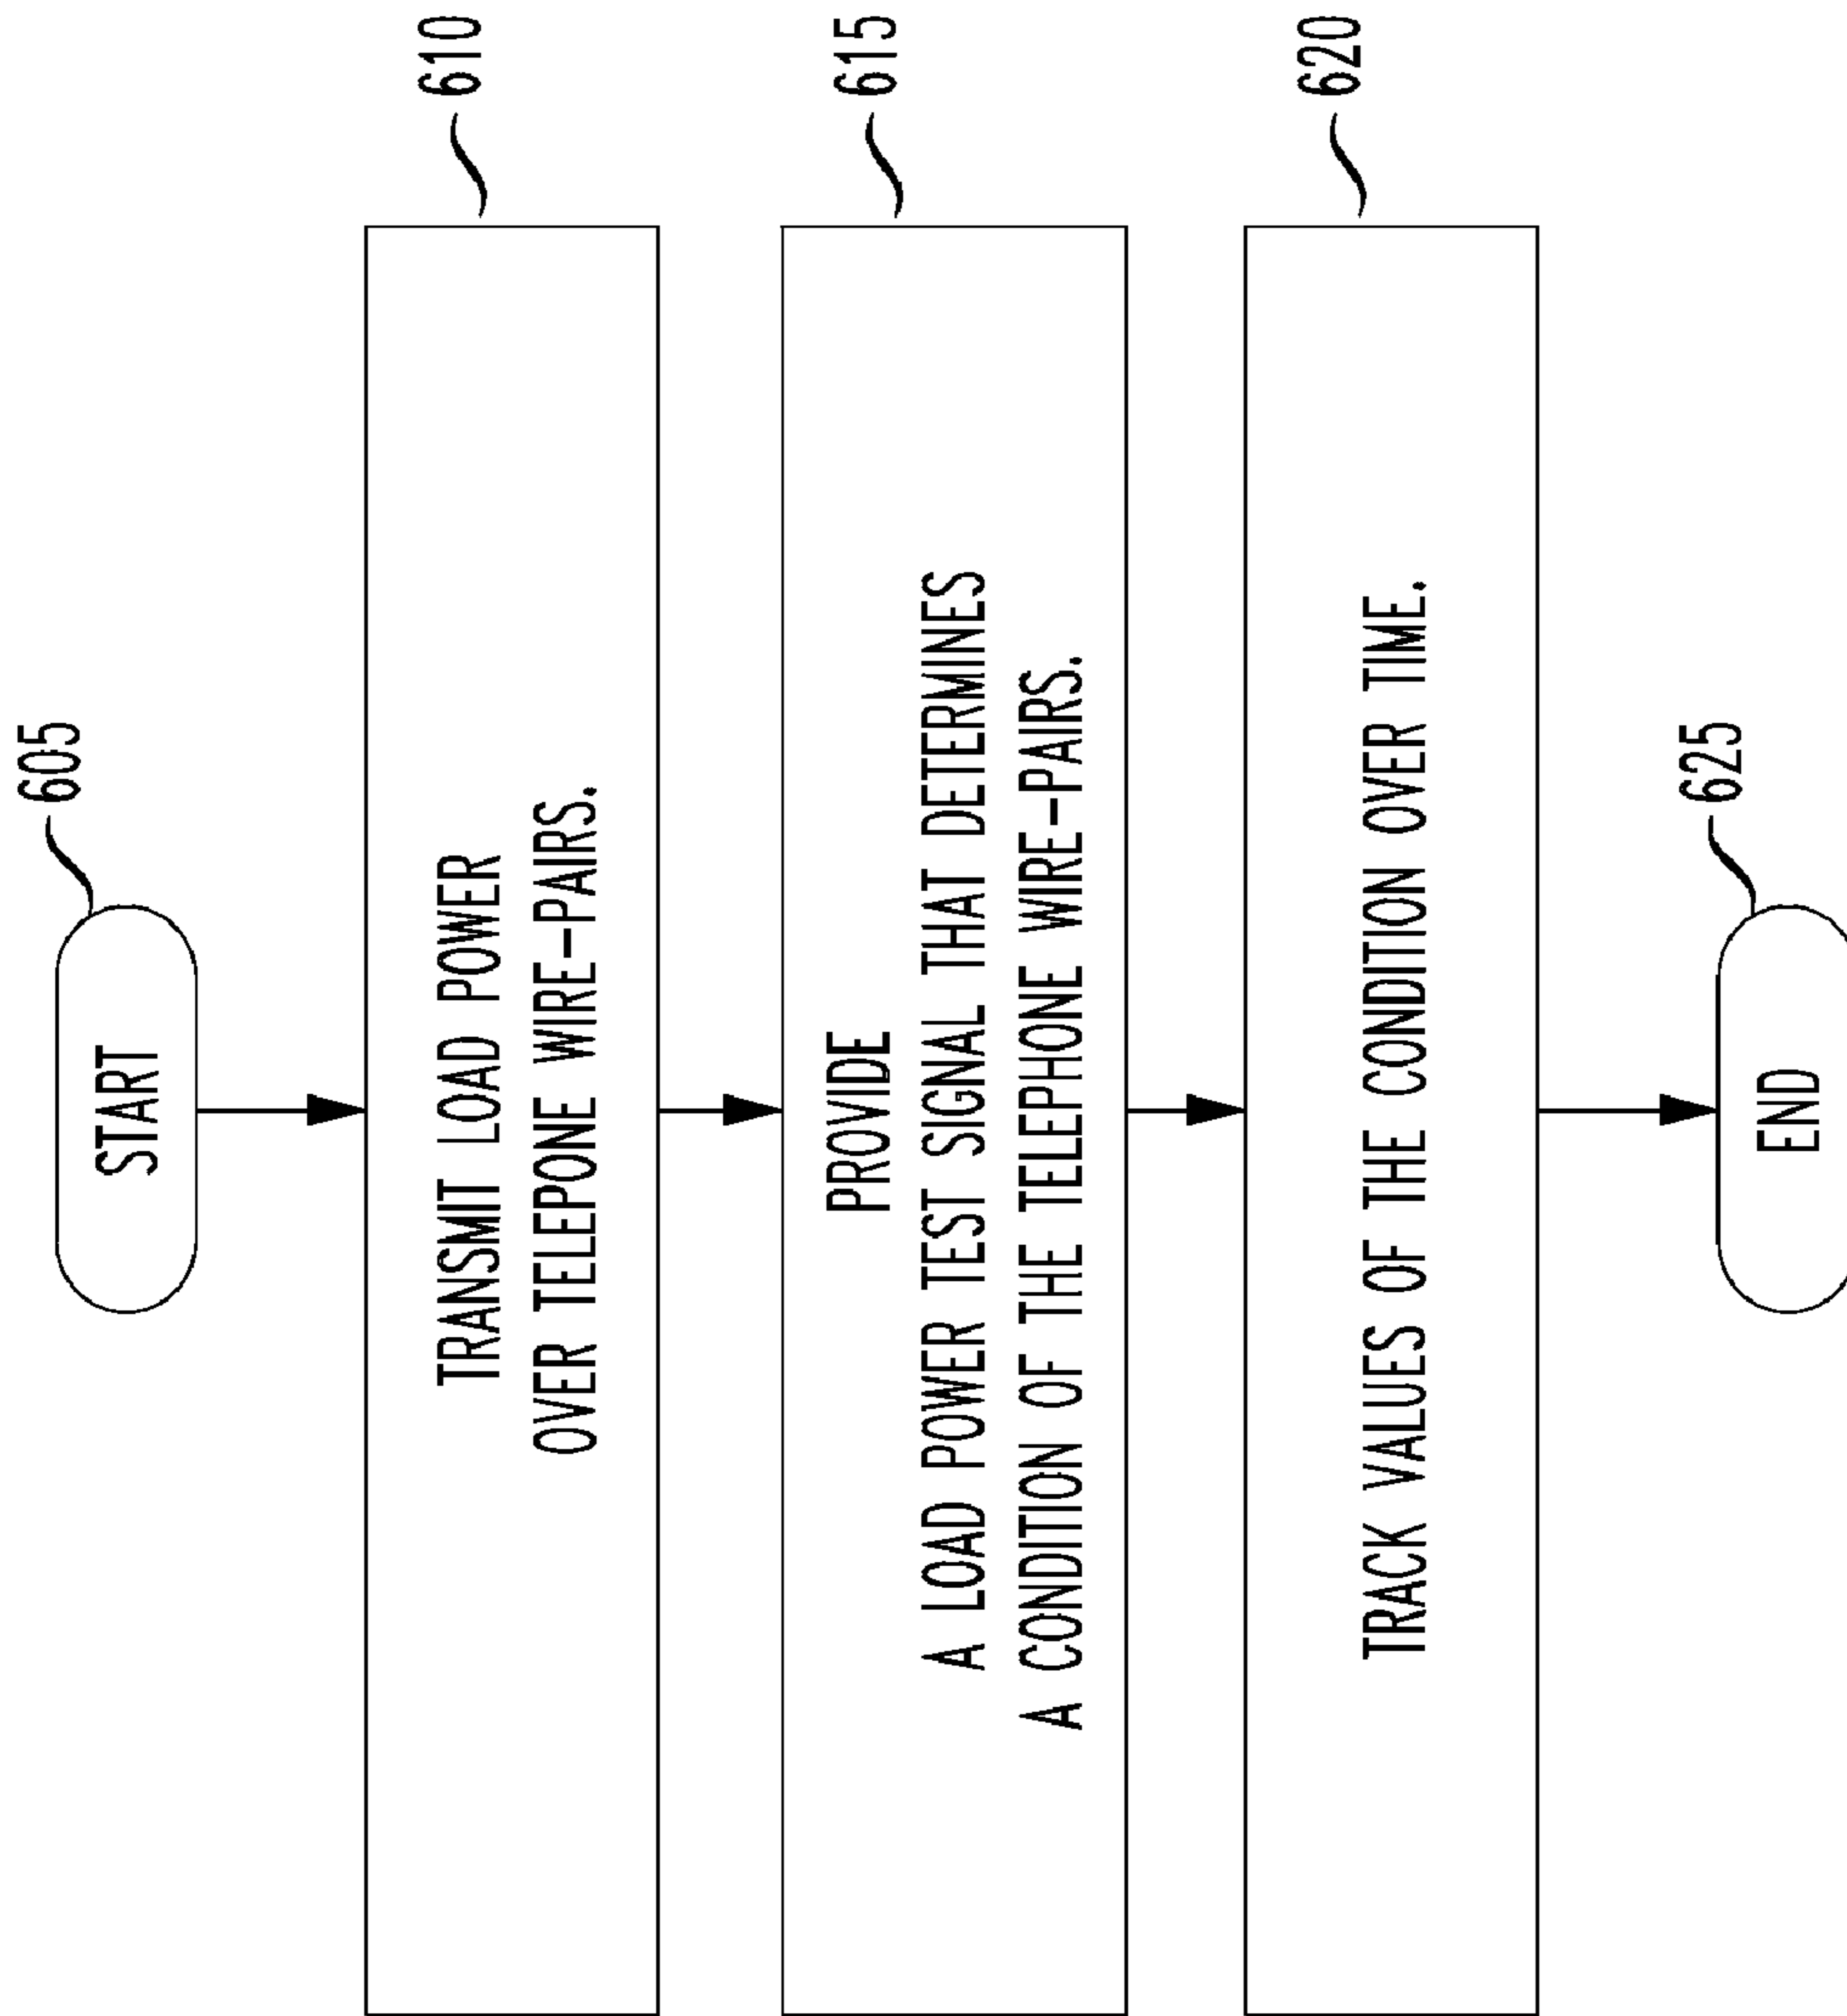 605
START
610
TRANSMIT LOAD POWER
OVER TELEPONE WIRE-PAIRS.
615
PROVIDE
A LOAD POWER TEST SIGNAL THAT DETERMINES
A CONDITION OF THE TELEPHONE WIRE-PAIRS.
620
TRACK VALUES OF THE CONDITION OVER TIME.
625
END